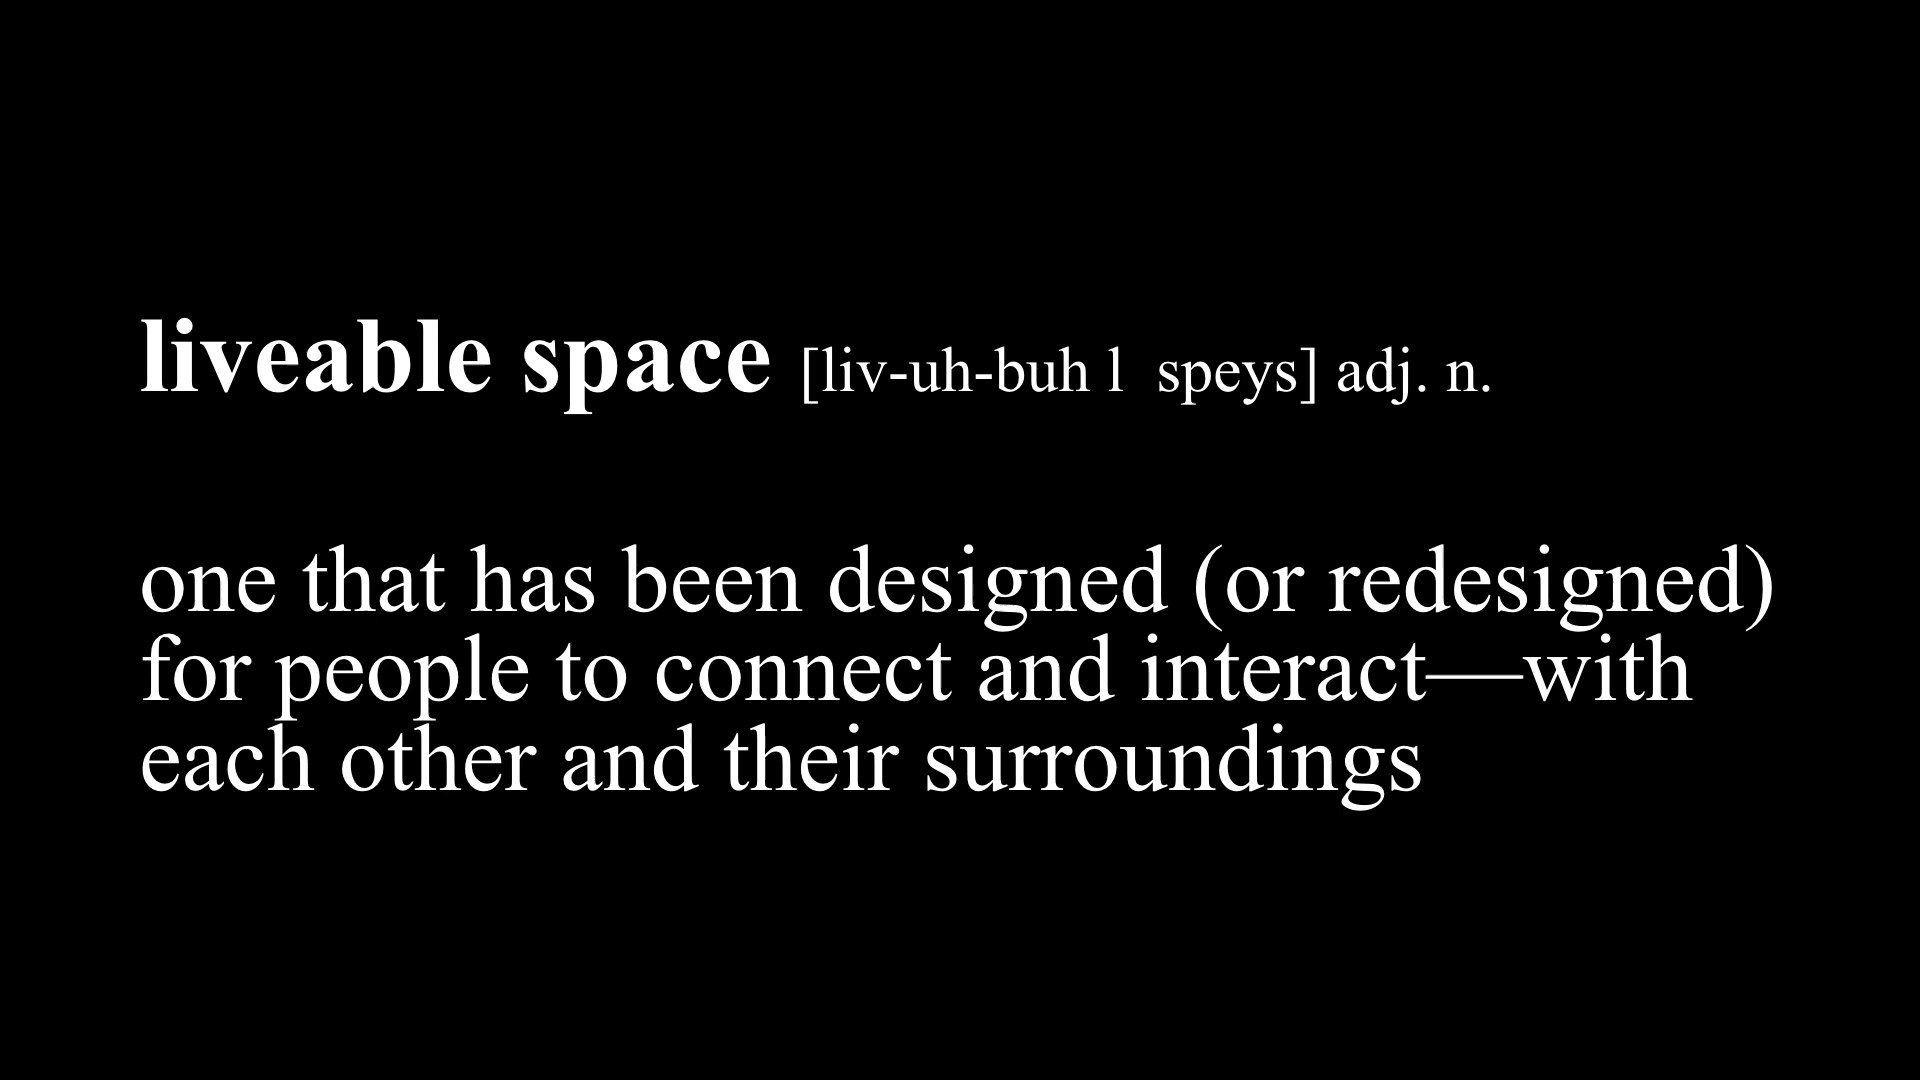 liveable space [liv-uh-buh l  speys] adj. n.
one that has been designed (or redesigned)
for people to connect and interact—with
each other and their surroundings